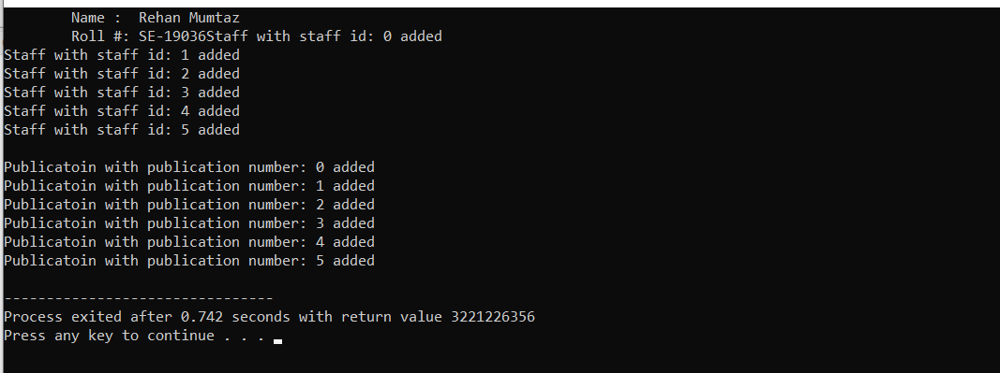 Name :  Rehan Mumtaz
Roll #: SE-19036Staff with staff id: 0 added
Staff with staff id: 1 added
Staff with staff id: 2 added
Staff with staff id: 3 added
Staff with staff id: 4 added
Staff with staff id: 5 added
Publicatoin with publication number: 0 added
Publicatoin with publication number: 1 added
Publicatoin with publication number: 2 added
Publicatoin with publication number: 3 added
Publicatoin with publication number: 4 added
Publicatoin with publication number: 5 added
--------------------------------
Process exited after 0.742 seconds with return value 3221226356
Press any key to continue . . .